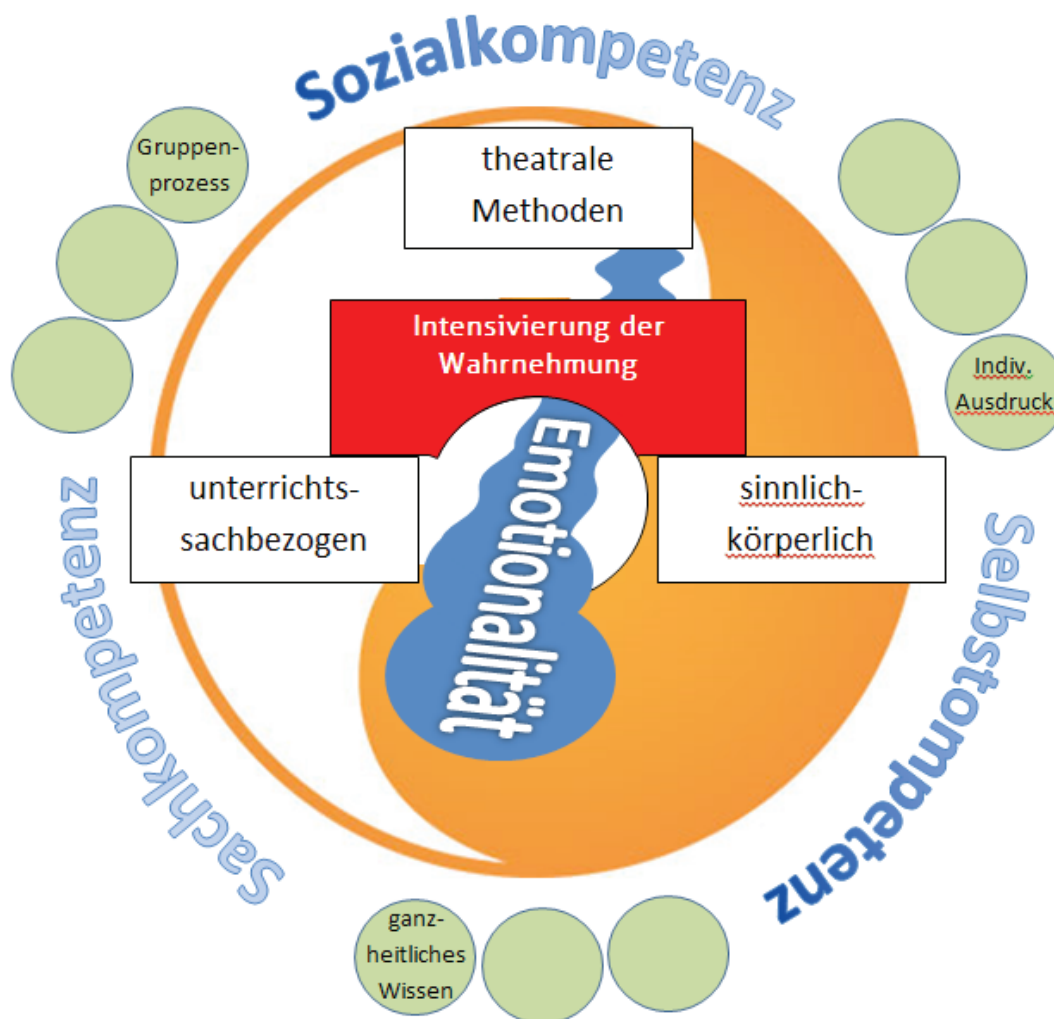 Sozialkompetenz
Gruppen-
prozess
theatrale
Methoden
Intensivierung der
Wahrnehmung
Indiv.
Ausdruck
Emotionalität
unterrichts-
sachbezogen
sinnlich-
körperlich
Sachkompetenz
Selbstompetenz
ganz-
heitliches
Wissen